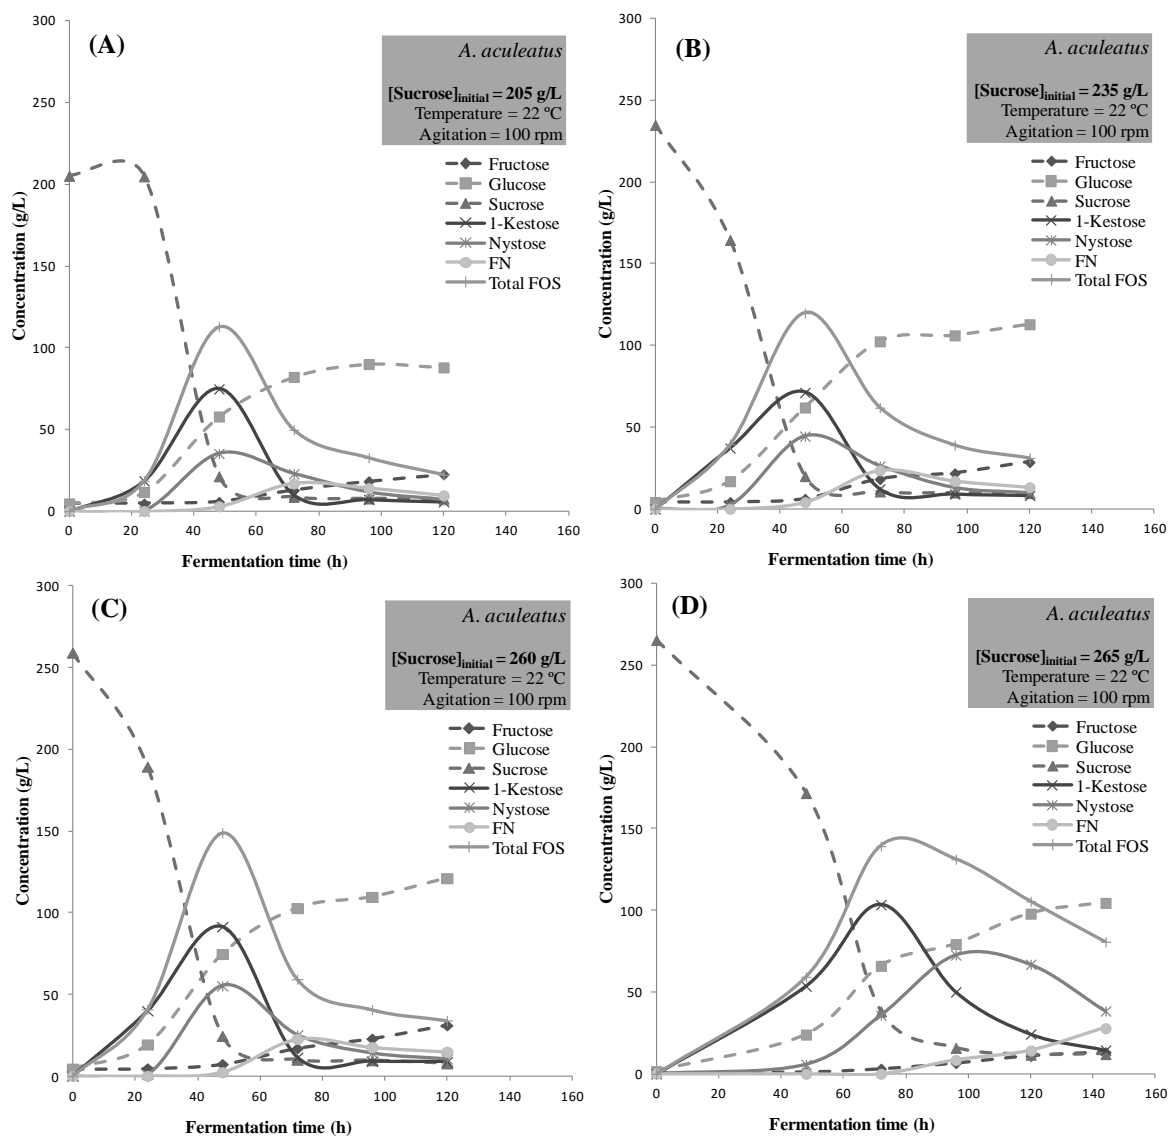 (A)
A. aculeatus
[Sucrose]initial = 205 g/L
Temperature = 22 ºC
Agitation = 100 rpm
Fructose
Glucose
Sucrose
1-Kestose
Nystose
FN
Total FOS
Concentration (g/L)
300
250
200
150
100
50
0
0 20 40 60 80 100 120 140 160
Fermentation time (h)
(B)
A. aculeatus
[Sucrose]initial = 235 g/L
Temperature = 22 ºC
Agitation = 100 rpm
Fructose
Glucose
Sucrose
1-Kestose
Nystose
FN
Total FOS
Concentration (g/L)
300
250
200
150
100
50
0
0 20 40 60 80 100 120 140 160
Fermentation time (h)
(C)
A. aculeatus
[Sucrose]initial = 260 g/L
Temperature = 22 ºC
Agitation = 100 rpm
Fructose
Glucose
Sucrose
1-Kestose
Nystose
FN
Total FOS
Concentration (g/L)
300
250
200
150
100
50
0
0 20 40 60 80 100 120 140 160
Fermentation time (h)
(D)
A. aculeatus
[Sucrose]initial = 265 g/L
Temperature = 22 ºC
Agitation = 100 rpm
Fructose
Glucose
Sucrose
1-Kestose
Nystose
FN
Total FOS
Concentration (g/L)
300
250
200
150
100
50
0
0 20 40 60 80 100 120 140 160
Fermentation time (h)